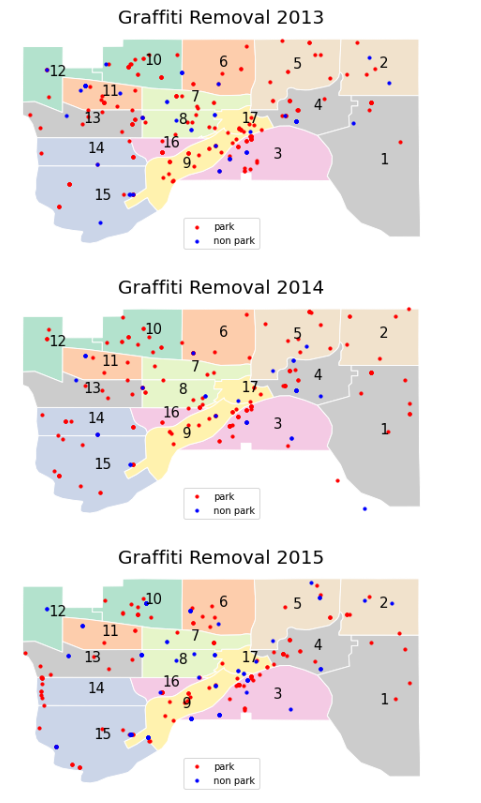 Graffiti Removal 2013
12 10 6 5 2
11 7 4
13 8 17
14 16 9 3 1
15
park
non park
Graffiti Removal 2014
12 10 6 5 2
11 7 4
13 8 17
14 16 9 3 1
15
park
non park
Graffiti Removal 2015
12 10 6 5 2
11 7 4
13 8 17
14 16 9 3 1
15
park
non park